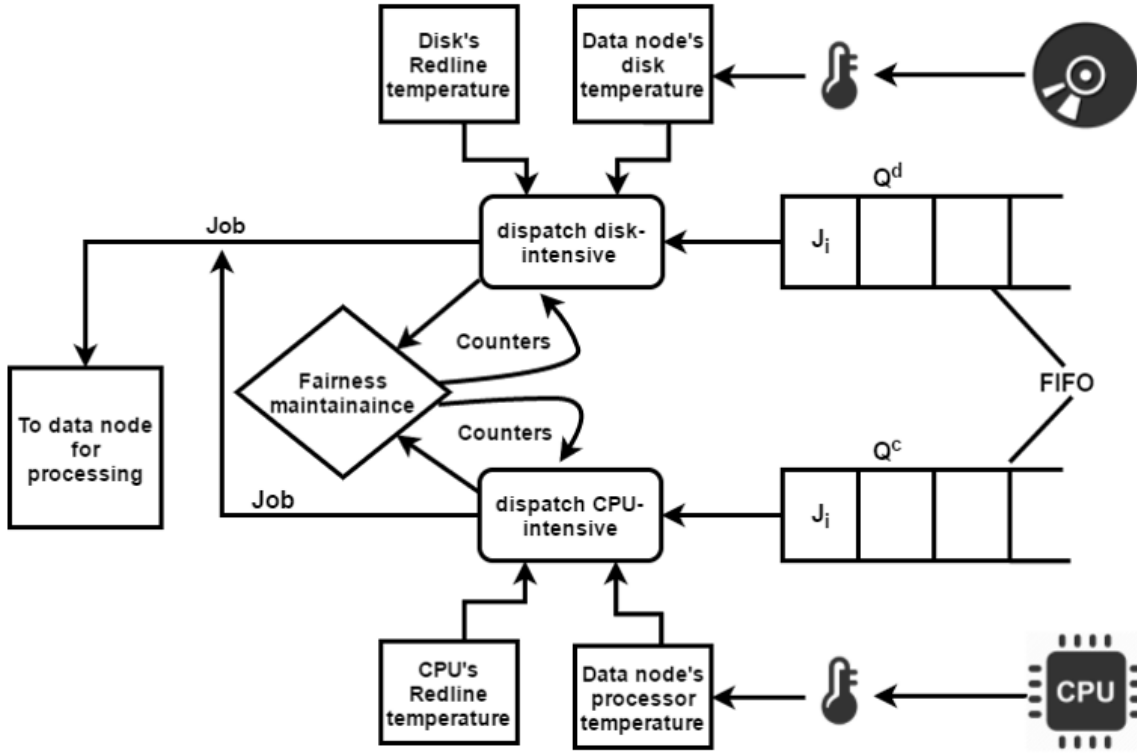 Disk's
Redline
temperature
Data node's
disk
temperature
Q^d
Job
dispatch disk-
intensive
J_i
Counters
Fairness
maintainaince
FIFO
To data node
for
processing
Counters
Q^c
Job
dispatch CPU-
intensive
J_i
CPU's
Redline
temperature
Data node's
processor
temperature
CPU